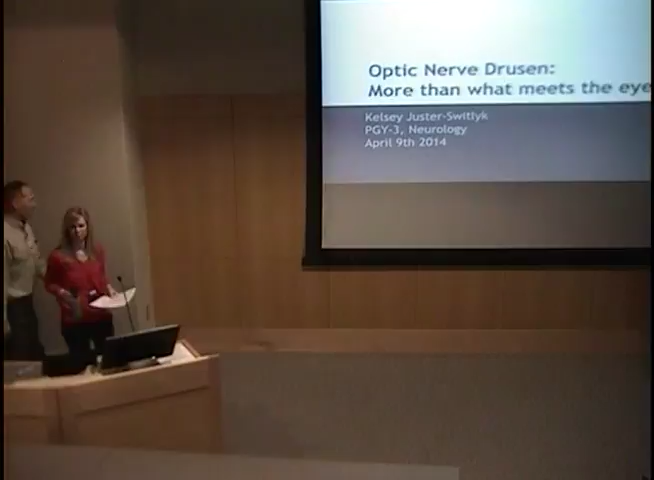 Optic Nerve Drusen:
More than what meets the eye
Kelsey Juster-Switlyk
PGY-3, Neurology
April 9th 2014